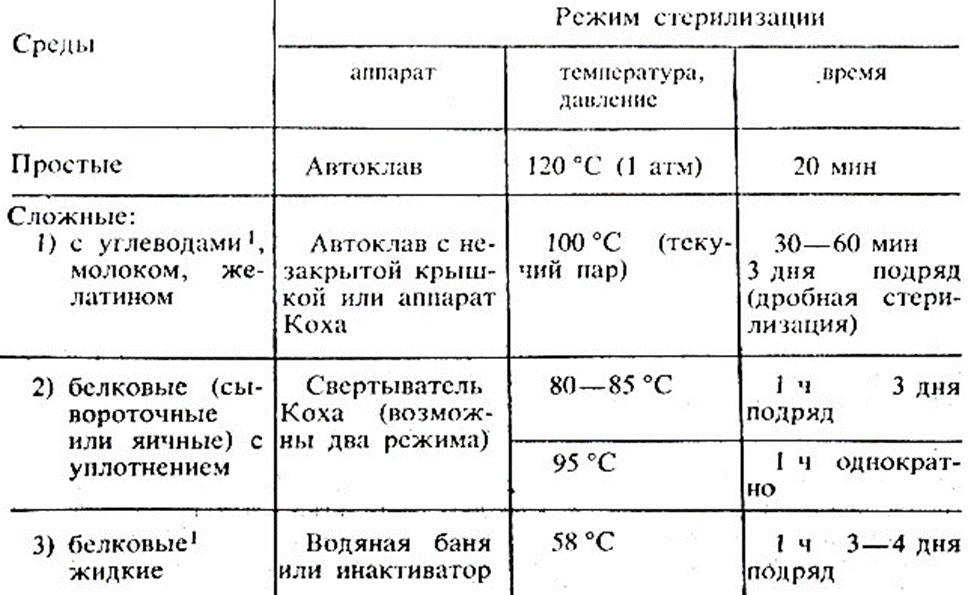 Среды
Режим стерилизации
аппарат
температура,
давление
время
Простые
Автоклав
120 °С (1 атм)
20 мин
Сложные:
1) с углеводами¹,
молоком, же-
латином
Автоклав с не-
закрытой крыш-
кой или аппарат
Коха
100 °С (теку-
чий пар)
30—60 мин
3 дня подряд
(дробная стери-
лизация)
2) белковые (сы-
вороточные
или яичные) с
уплотнением
Свертыватель
Коха (возмож-
ны два режима)
80—85 °С
1 ч 3 дня
подряд
95 °С
1 ч однократ-
но
3) белковые¹
жидкие
Водяная баня
или инактиватор
58 °С
1 ч 3—4 дня
подряд